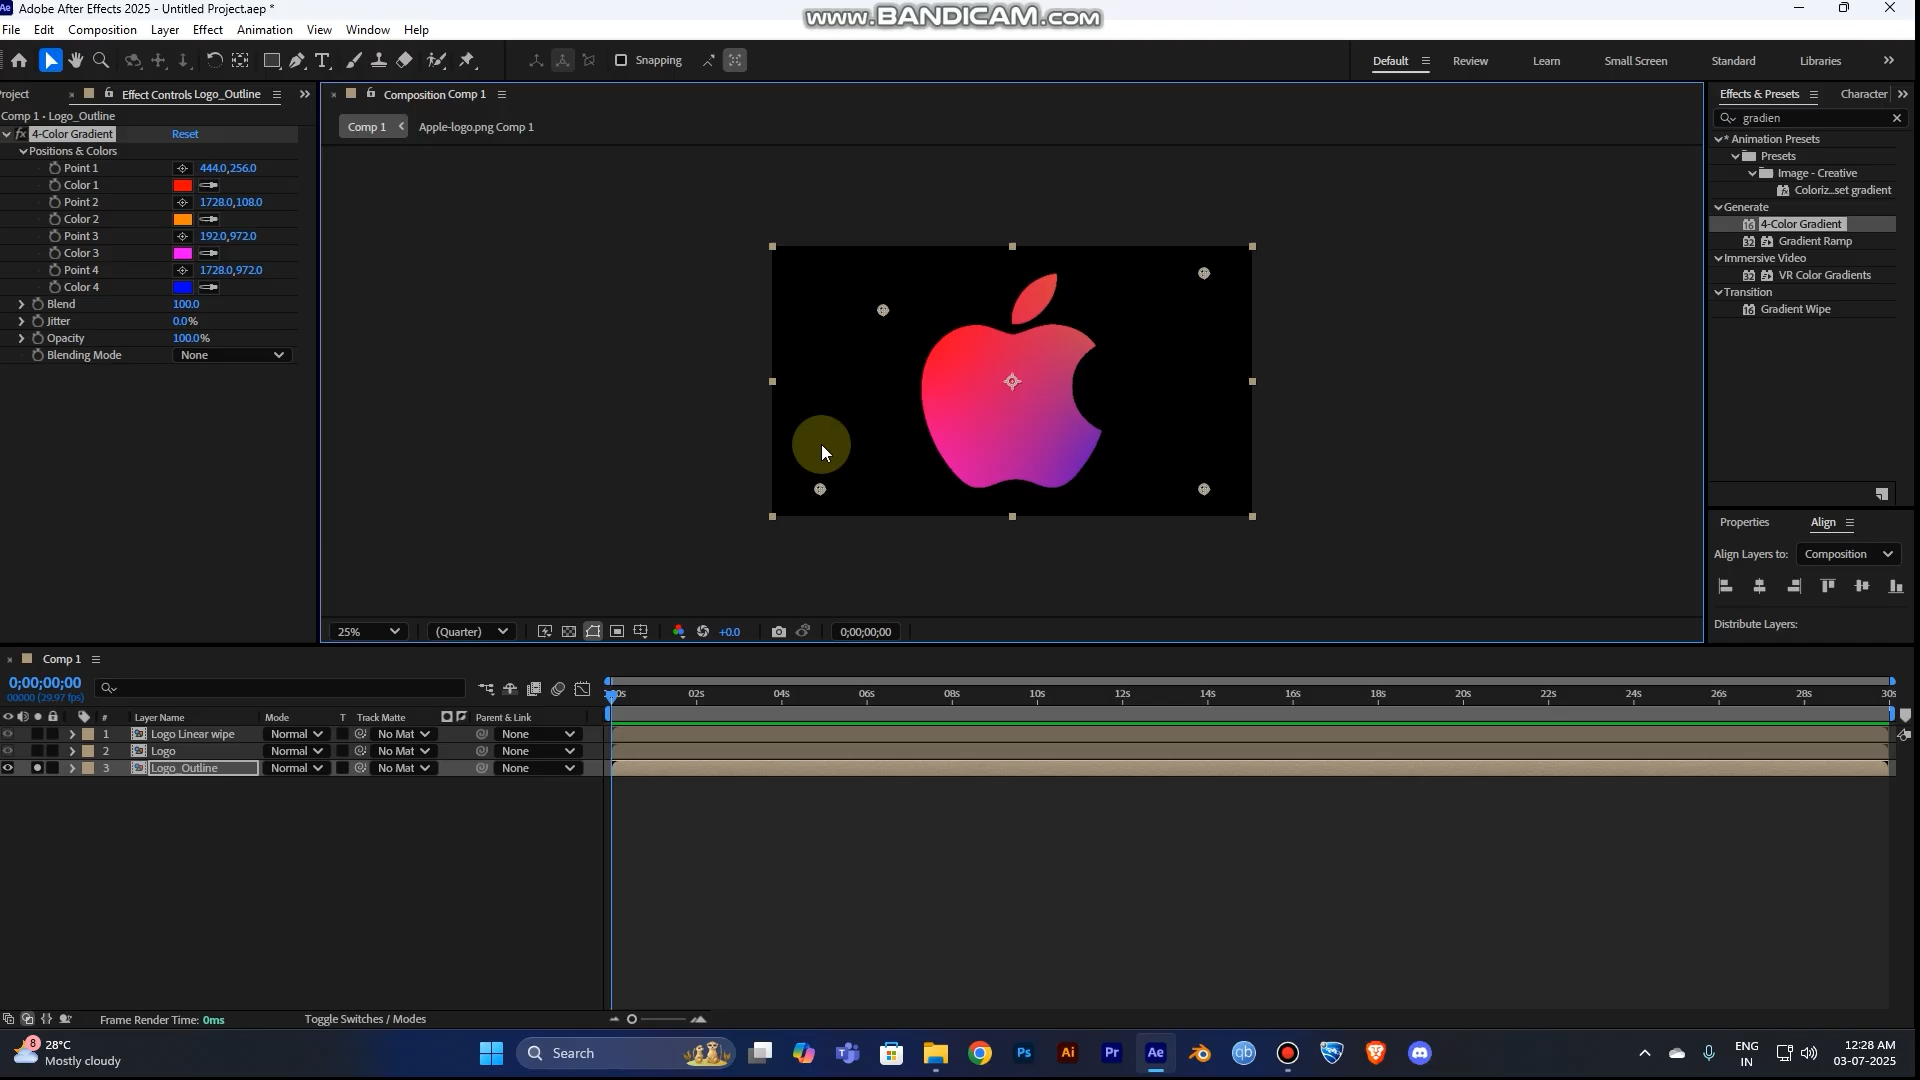 Adobe After Effects 2025 - Untitled Project.aep *
www.BANDICAM.com
File Edit Composition Layer Effect Animation View Window Help
Snapping
Default Review Learn Small Screen Standard Libraries
roject Effect Controls Logo_Outline
Composition Comp 1
Effects & Presets Character
Comp 1 • Logo_Outline
Comp 1 Apple-logo.png Comp 1
gradien
4-Color Gradient Reset
Positions & Colors
Point 1 444.0,256.0
Color 1
Point 2 1728.0,108.0
Color 2
Point 3 192.0,972.0
Color 3
Point 4 1728.0,972.0
Color 4
Blend 100.0
Jitter 0.0%
Opacity 100.0%
Blending Mode None
* Animation Presets
Presets
Image - Creative
Coloriz...set gradient
Generate
4-Color Gradient
Gradient Ramp
Immersive Video
VR Color Gradients
Transition
Gradient Wipe
Properties Align
Align Layers to: Composition
Distribute Layers:
25% (Quarter) +0.0 0;00;00;00
Comp 1
0;00;00;00
00000 (29.97 fps)
0s 02s 04s 06s 08s 10s 12s 14s 16s 18s 20s 22s 24s 26s 28s 30s
# Layer Name Mode T Track Matte Parent & Link
1 Logo Linear wipe Normal No Mat None
2 Logo Normal No Mat None
3 Logo_Outline Normal No Mat None
Frame Render Time: 0ms Toggle Switches / Modes
8 28°C
Mostly cloudy
Search
Ps Ai Pr Ae qb
ENG
IN
12:28 AM
03-07-2025